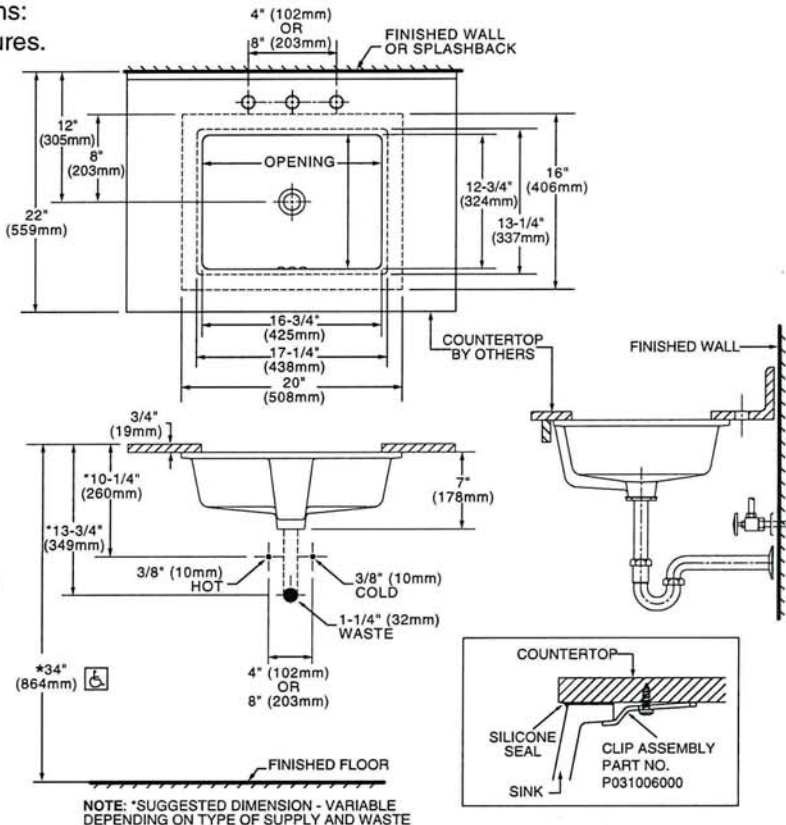 ns:
ures.
4" (102mm)
OR
8" (203mm)
FINISHED WALL
OR SPLASHBACK
12"
(305mm)
8"
(203mm)
22"
(559mm)
OPENING
12-3/4"
(324mm)
13-1/4"
(337mm)
16"
(406mm)
16-3/4"
(425mm)
17-1/4"
(438mm)
20"
(508mm)
COUNTERTOP
BY OTHERS
FINISHED WALL
3/4"
(19mm)
*10-1/4"
(260mm)
*13-3/4"
(349mm)
7"
(178mm)
3/8" (10mm)
HOT
3/8" (10mm)
COLD
1-1/4" (32mm)
WASTE
4" (102mm)
OR
8" (203mm)
*34"
(864mm)
FINISHED FLOOR
COUNTERTOP
SILICONE
SEAL
CLIP ASSEMBLY
PART NO.
P031006000
SINK
NOTE: *SUGGESTED DIMENSION - VARIABLE
DEPENDING ON TYPE OF SUPPLY AND WASTE